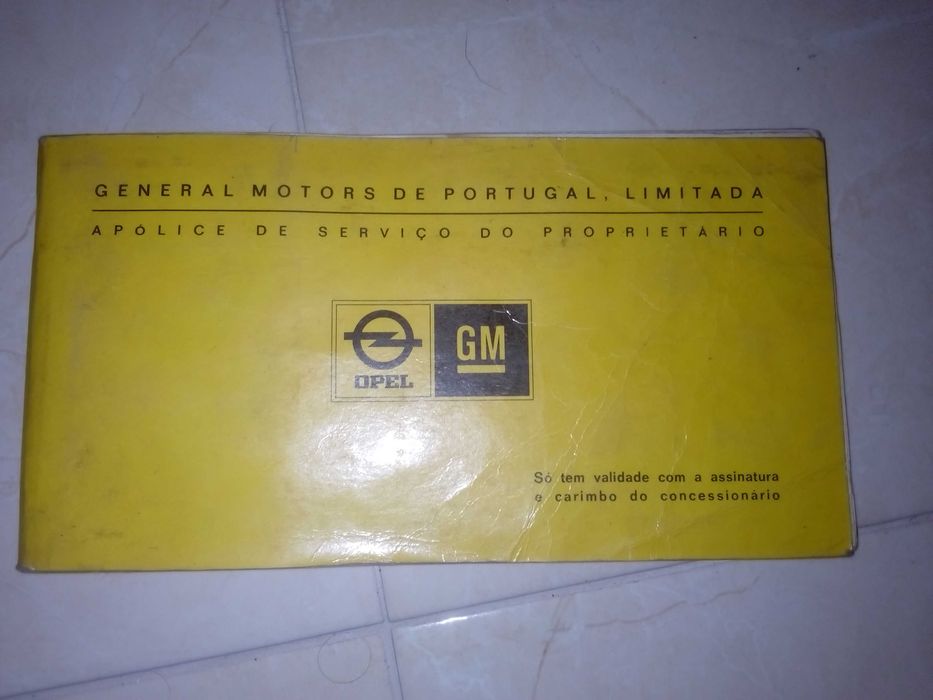 GENERAL MOTORS DE PORTUGAL, LIMITADA
APÓLICE DE SERVIÇO DO PROPRIETÁRIO
OPEL
GM
Só tem validade com a assinatura
e carimbo do concessionário